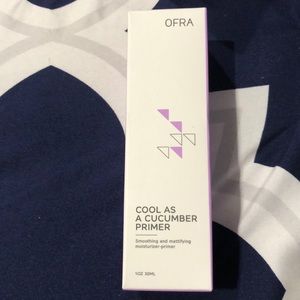 OFRA
COOL AS
A CUCUMBER
PRIMER
Smoothing and mattifying
moisturizer-primer
1OZ 30ML